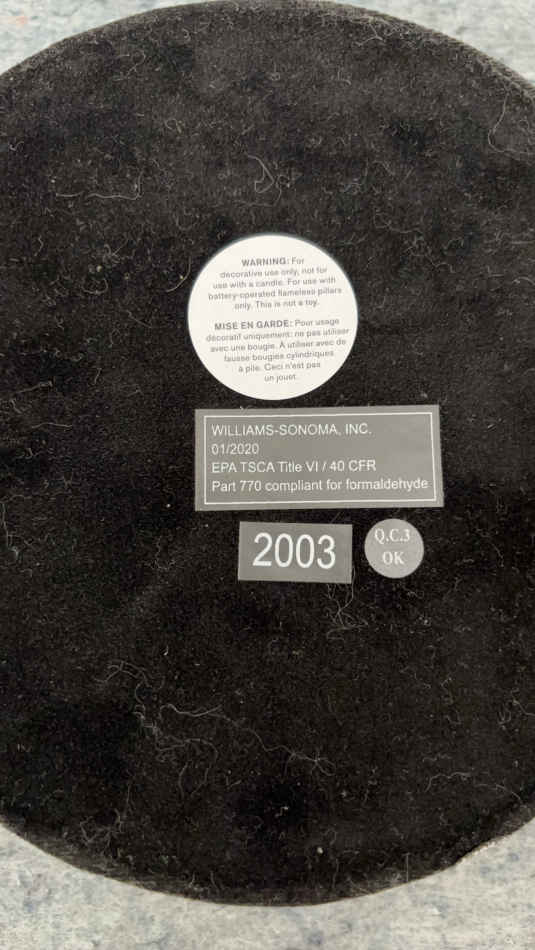 WARNING: For
decorative use only, not for
use with a candle. For use with
battery-operated flameless pillars
only. This is not a toy.
MISE EN GARDE: Pour usage
décoratif uniquement: ne pas utiliser
avec une bougie. À utiliser avec de
fausse bougies cylindriques
à pile. Ceci n'est pas
un jouet.
WILLIAMS-SONOMA, INC.
01/2020
EPA TSCA Title VI / 40 CFR
Part 770 compliant for formaldehyde
2003
Q.C.3
OK